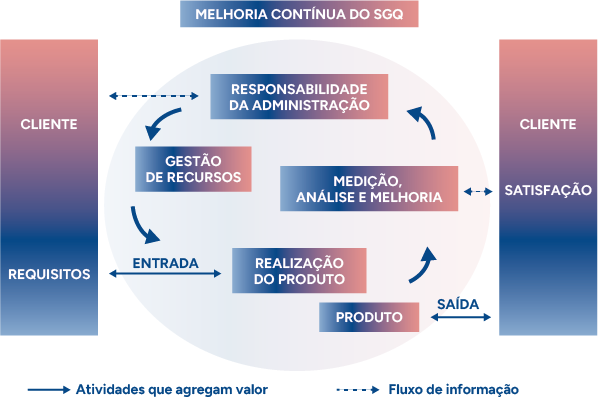 MELHORIA CONTÍNUA DO SGQ
CLIENTE
REQUISITOS
RESPONSABILIDADE
DA ADMINISTRAÇÃO
GESTÃO
DE RECURSOS
MEDIÇÃO,
ANÁLISE E MELHORIA
ENTRADA
REALIZAÇÃO
DO PRODUTO
PRODUTO
SAÍDA
CLIENTE
SATISFAÇÃO
Atividades que agregam valor
Fluxo de informação